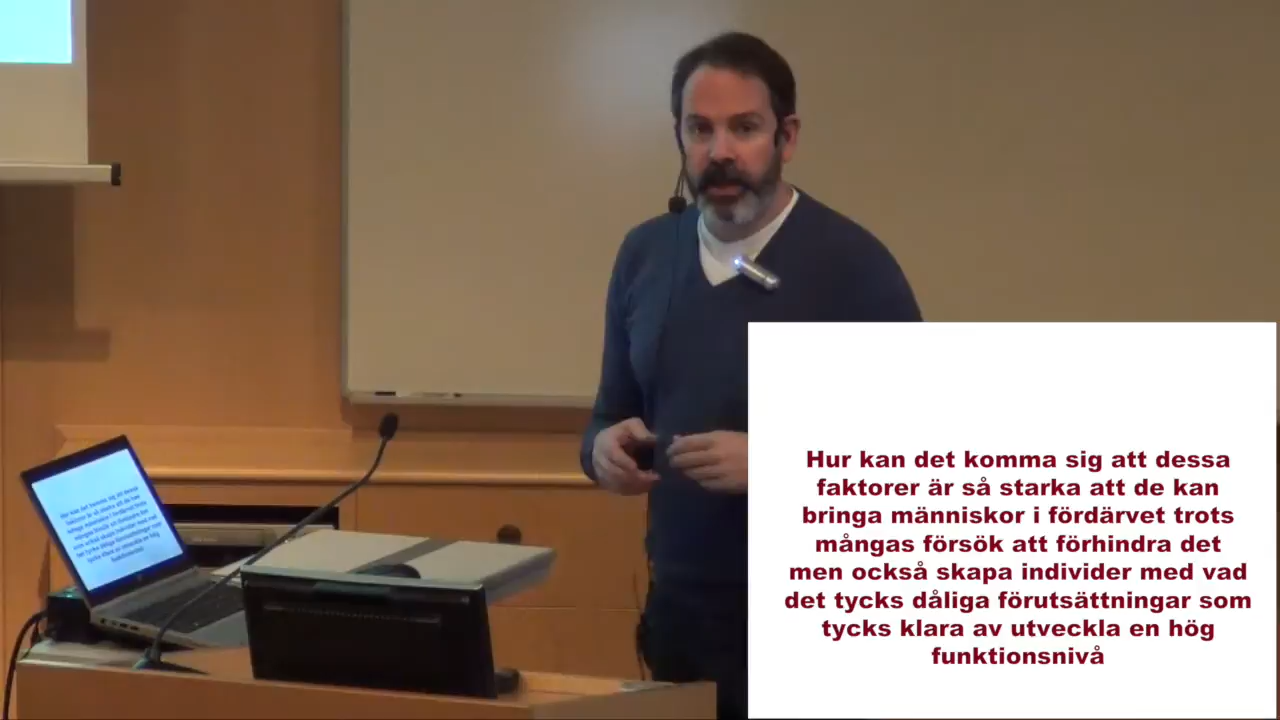 Hur kan det komma sig att dessa
faktorer är så starka att de kan
bringa människor i fördärvet trots
mångas försök att förhindra det
men också skapa individer med vad
det tycks dåliga förutsättningar som
tycks klara av utveckla en hög
funktionsnivå